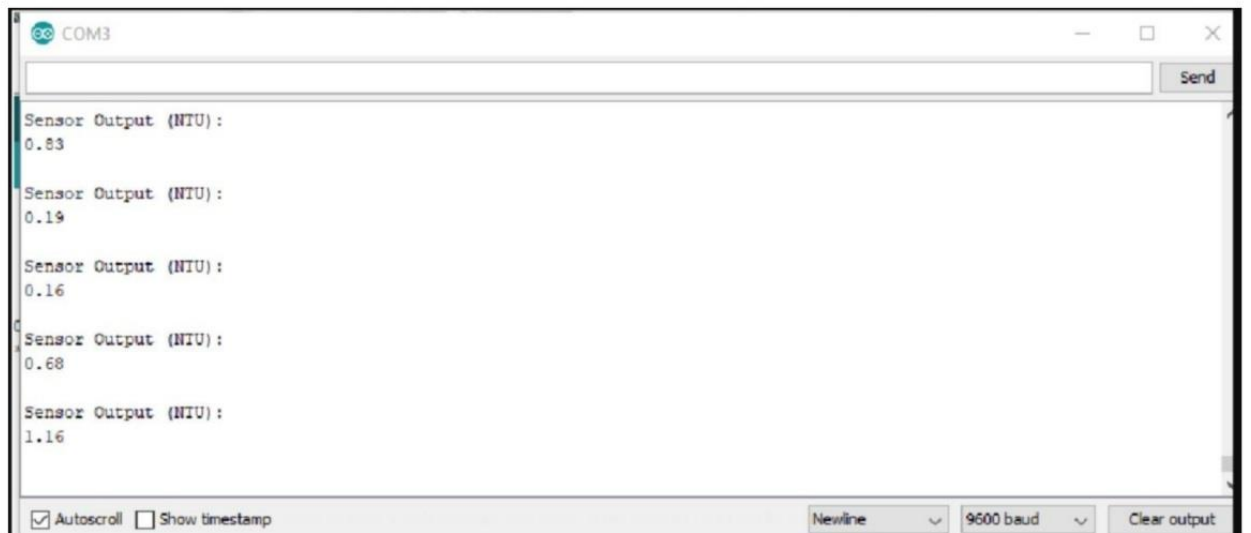 COM3
Send
Sensor Output (NTU):
0.83
Sensor Output (NTU):
0.19
Sensor Output (NTU):
0.16
Sensor Output (NTU):
0.68
Sensor Output (NTU):
1.16
Autoscroll Show timestamp Newline 9600 baud Clear output